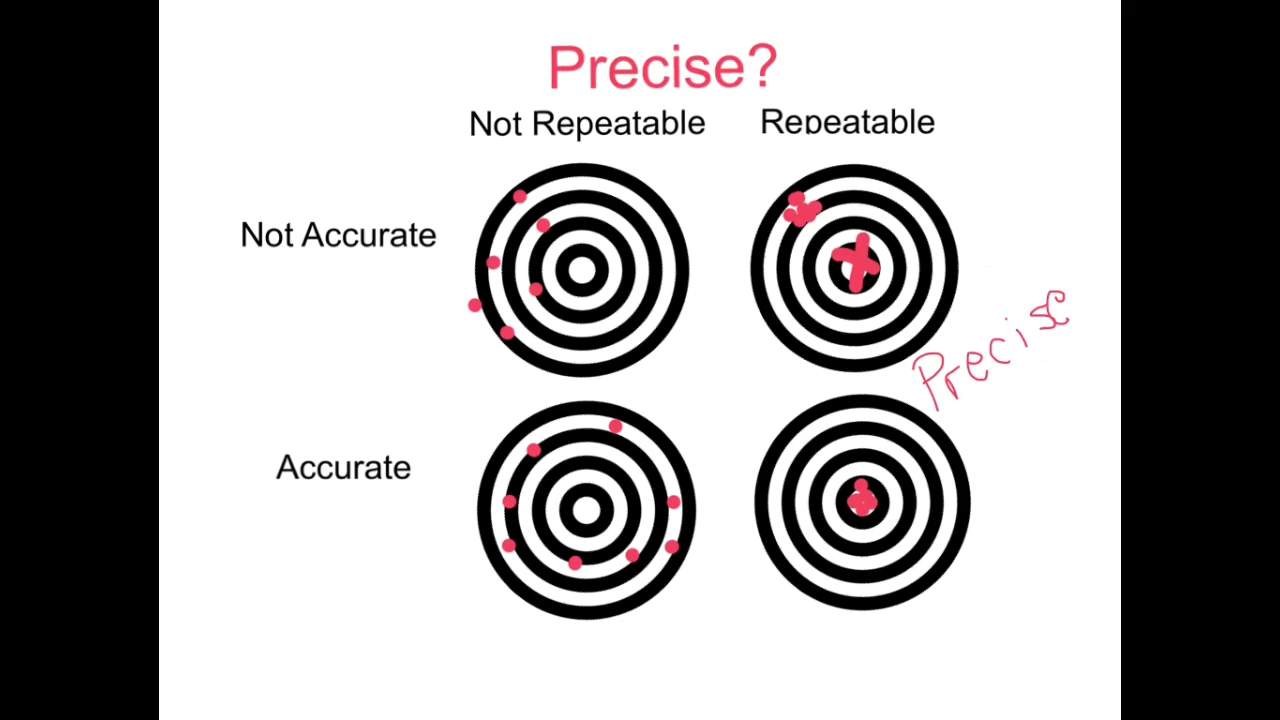 Precise?
Not Repeatable
Repeatable
Not Accurate
Precise
Accurate